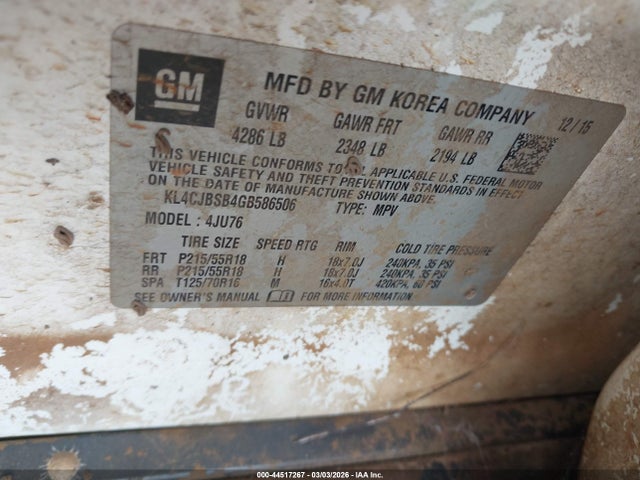 GM
MFD BY GM KOREA COMPANY
12/15
GVWR GAWR FRT GAWR RR
4286 LB 2348 LB 2194 LB
THIS VEHICLE CONFORMS TO ALL APPLICABLE U.S. FEDERAL MOTOR
VEHICLE SAFETY AND THEFT PREVENTION STANDARDS IN EFFECT
ON THE DATE OF MANUFACTURE SHOWN ABOVE.
KL4CJBSB4GB586506 TYPE: MPV
MODEL : 4JU76
TIRE SIZE SPEED RTG RIM COLD TIRE PRESSURE
FRT P215/55R18 H 18x7.0J 240KPA, 35 PSI
RR P215/55R18 H 18x7.0J 240KPA, 35 PSI
SPA T125/70R16 M 16x4.0T 420KPA, 60 PSI
SEE OWNER'S MANUAL FOR MORE INFORMATION
000-44517267 - 03/03/2026 - IAA Inc.